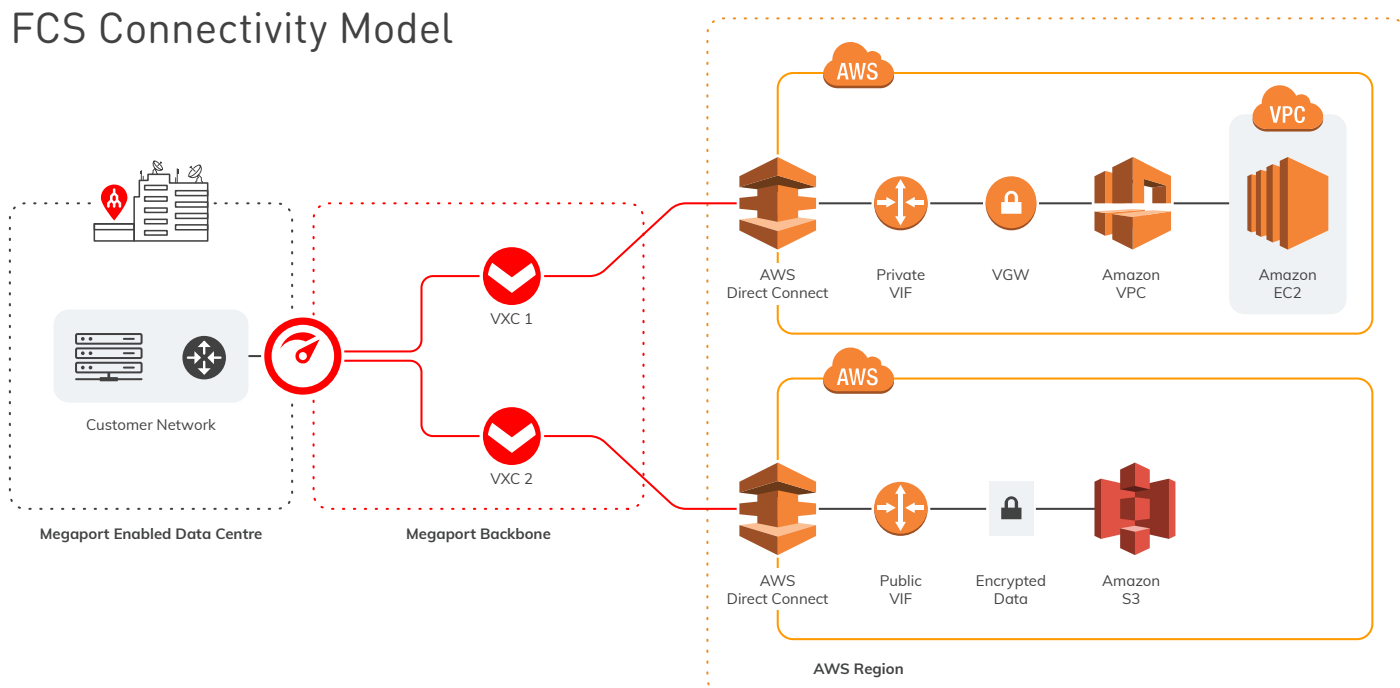 FCS Connectivity Model
AWS
VPC
AWS
Direct Connect
Private
VIF
VGW
Amazon
VPC
Amazon
EC2
VXC 1
Customer Network
VXC 2
Megaport Enabled Data Centre
Megaport Backbone
AWS
AWS
Direct Connect
Public
VIF
Encrypted
Data
Amazon
S3
AWS Region